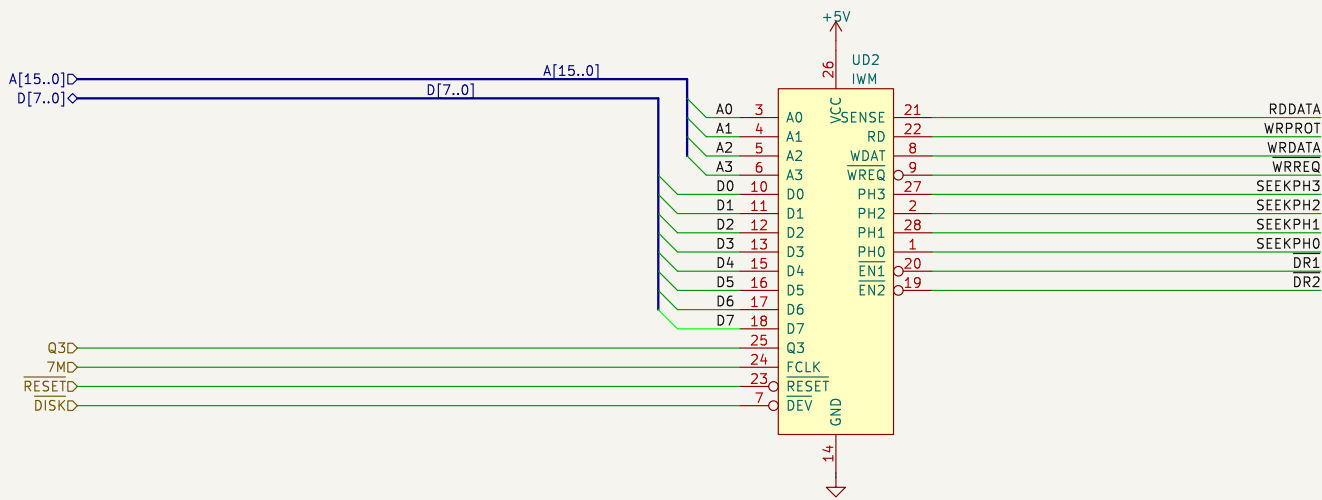 +5V
UD2
IWM
26
VCC
A[15..0]
A[15..0]
D[7..0]
D[7..0]
A0 3 A0 SENSE 21 RDDATA
A1 4 A1 RD 22 WRPROT
A2 5 A2 WDAT 8 WRDATA
A3 6 A3 WREQ 9 WRREQ
D0 10 D0 PH3 27 SEEKPH3
D1 11 D1 PH2 2 SEEKPH2
D2 12 D2 PH1 28 SEEKPH1
D3 13 D3 PH0 1 SEEKPH0
D4 15 D4 EN1 20 DR1
D5 16 D5 EN2 19 DR2
D6 17 D6
D7 18 D7
Q3 25 Q3
7M 24 FCLK
RESET 23 RESET
DISK 7 DEV
GND
14